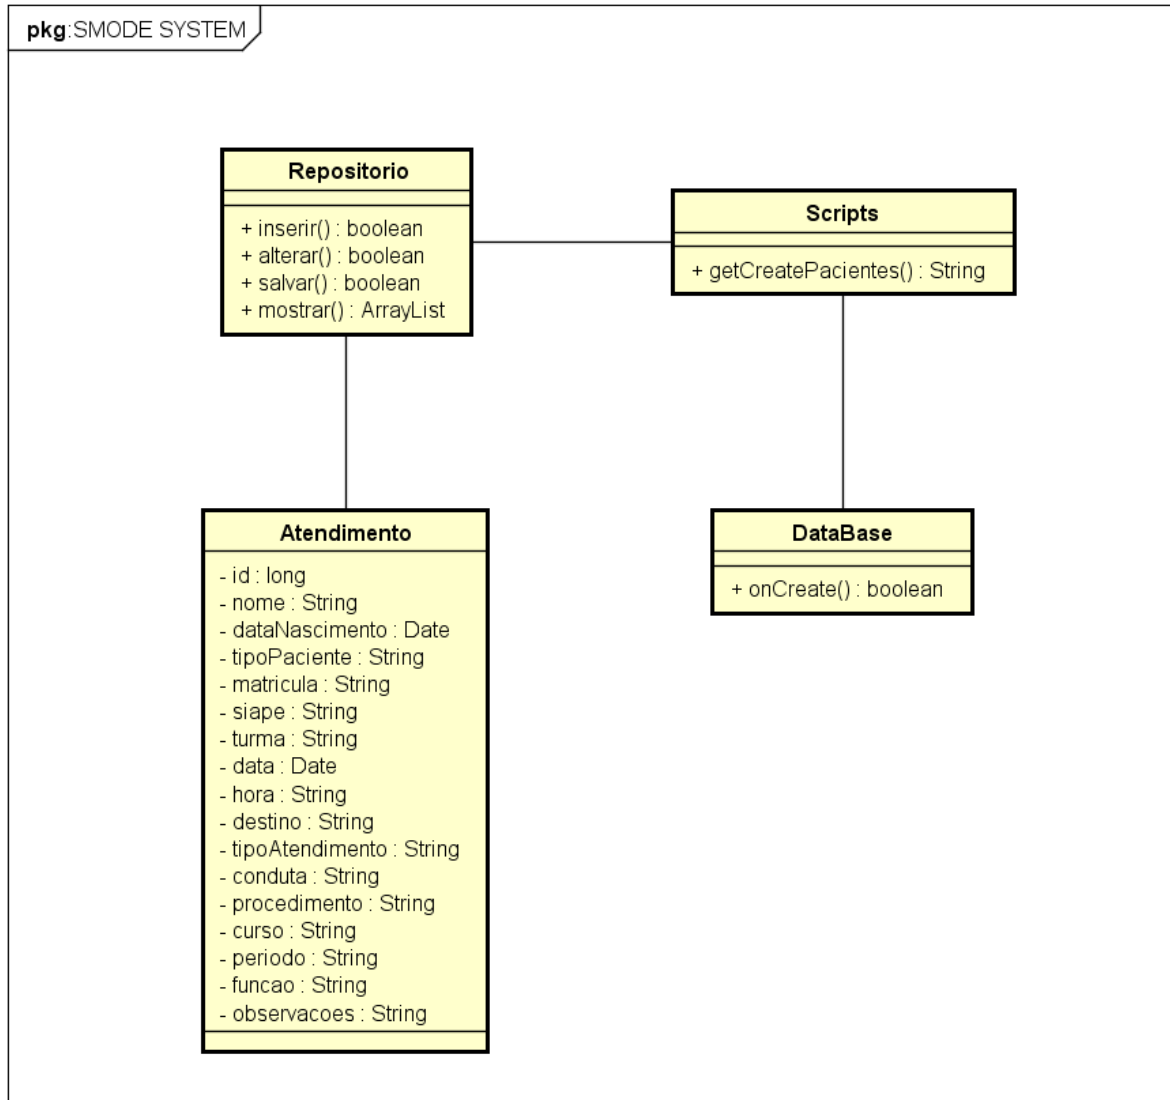 pkg:SMODE SYSTEM
Repositorio
+ inserir() : boolean
+ alterar() : boolean
+ salvar() : boolean
+ mostrar() : ArrayList
Scripts
+ getCreatePacientes() : String
Atendimento
- id : long
- nome : String
- dataNascimento : Date
- tipoPaciente : String
- matricula : String
- siape : String
- turma : String
- data : Date
- hora : String
- destino : String
- tipoAtendimento : String
- conduta : String
- procedimento : String
- curso : String
- periodo : String
- funcao : String
- observacoes : String
DataBase
+ onCreate() : boolean